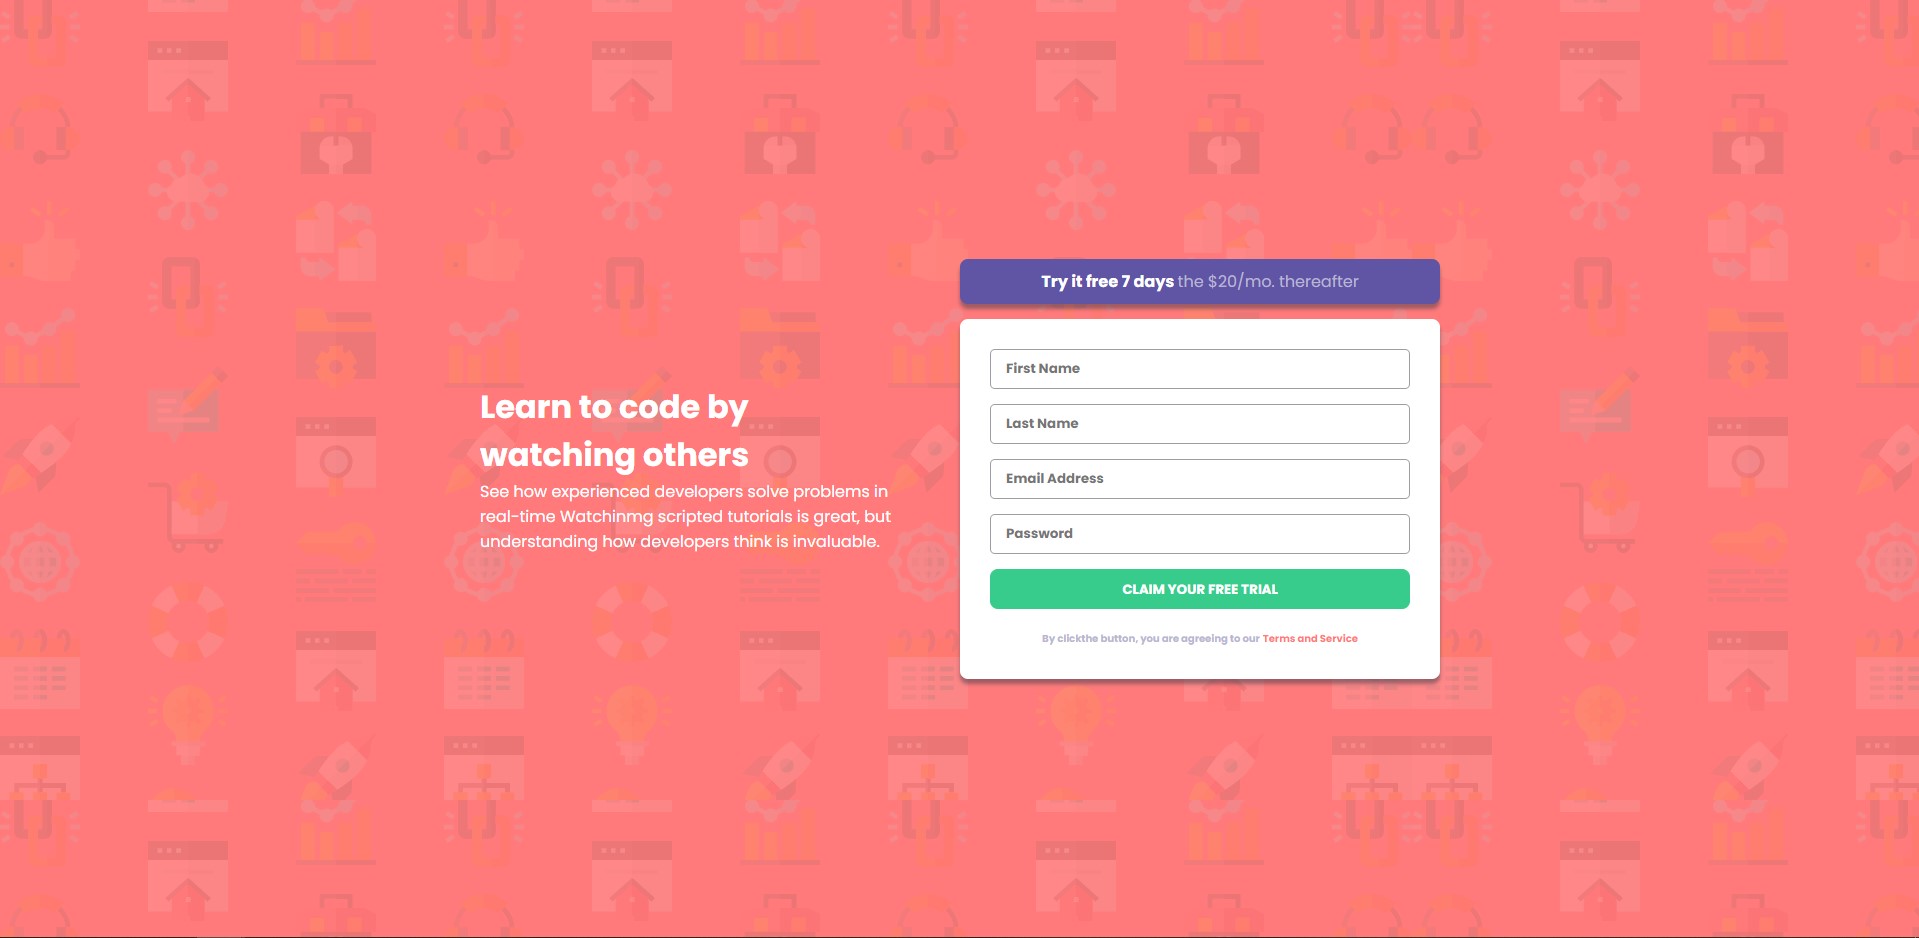 Learn to code by
watching others
See how experienced developers solve problems in
real-time Watchinmg scripted tutorials is great, but
understanding how developers think is invaluable.
Try it free 7 days the $20/mo. thereafter
First Name
Last Name
Email Address
Password
CLAIM YOUR FREE TRIAL
By clickthe button, you are agreeing to our Terms and Service